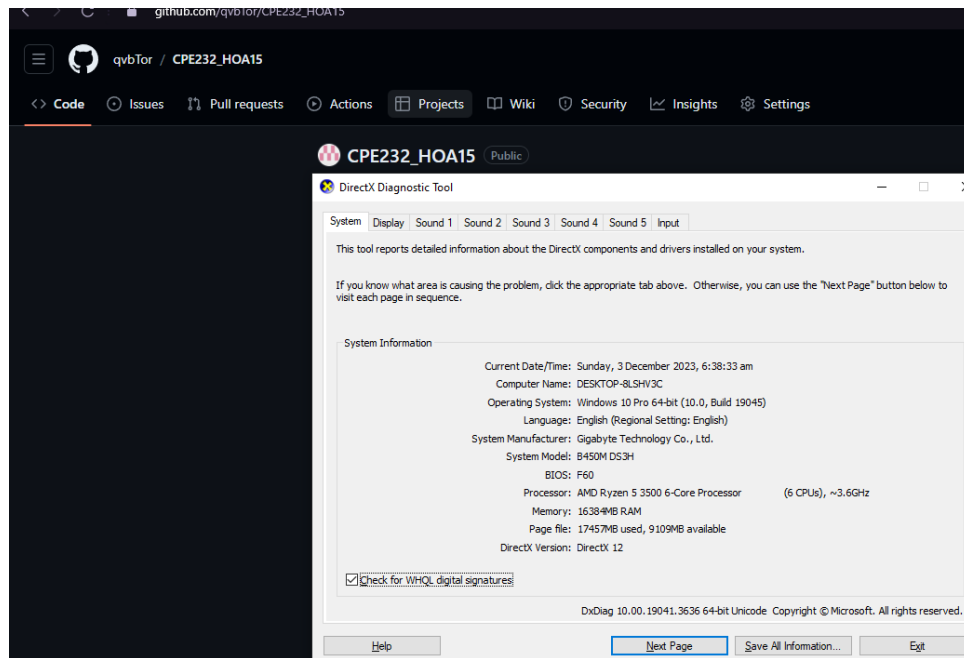 github.com/qvbTor/CPE232_HOA15
qvbTor / CPE232_HOA15
Code Issues Pull requests Actions Projects Wiki Security Insights Settings
CPE232_HOA15 Public
DirectX Diagnostic Tool
System Display Sound 1 Sound 2 Sound 3 Sound 4 Sound 5 Input
This tool reports detailed information about the DirectX components and drivers installed on your system.
If you know what area is causing the problem, click the appropriate tab above. Otherwise, you can use the "Next Page" button below to
visit each page in sequence.
System Information
Current Date/Time: Sunday, 3 December 2023, 6:38:33 am
Computer Name: DESKTOP-8LSHV3C
Operating System: Windows 10 Pro 64-bit (10.0, Build 19045)
Language: English (Regional Setting: English)
System Manufacturer: Gigabyte Technology Co., Ltd.
System Model: B450M DS3H
BIOS: F60
Processor: AMD Ryzen 5 3500 6-Core Processor (6 CPUs), ~3.6GHz
Memory: 16384MB RAM
Page file: 17457MB used, 9109MB available
DirectX Version: DirectX 12
Check for WHQL digital signatures
DxDiag 10.00.19041.3636 64-bit Unicode Copyright © Microsoft. All rights reserved.
Help Next Page Save All Information... Exit